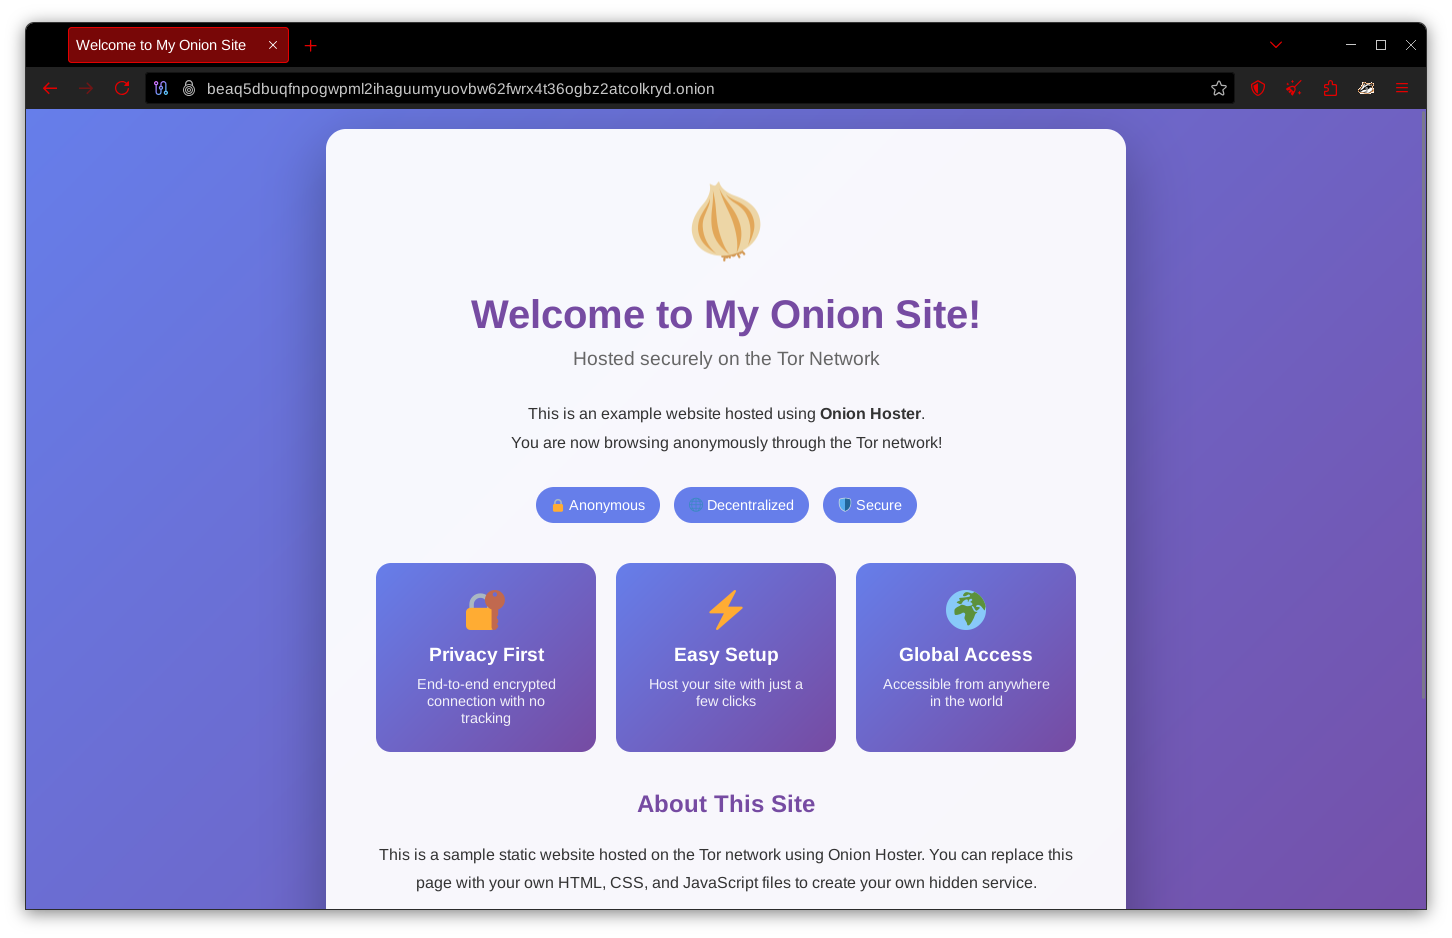 Welcome to My Onion Site
beaq5dbuqfnpogwpml2ihaguumyuovbw62fwrx4t36ogbz2atcolkryd.onion
Welcome to My Onion Site!
Hosted securely on the Tor Network
This is an example website hosted using Onion Hoster.
You are now browsing anonymously through the Tor network!
Anonymous
Decentralized
Secure
Privacy First
End-to-end encrypted
connection with no
tracking
Easy Setup
Host your site with just a
few clicks
Global Access
Accessible from anywhere
in the world
About This Site
This is a sample static website hosted on the Tor network using Onion Hoster. You can replace this
page with your own HTML, CSS, and JavaScript files to create your own hidden service.